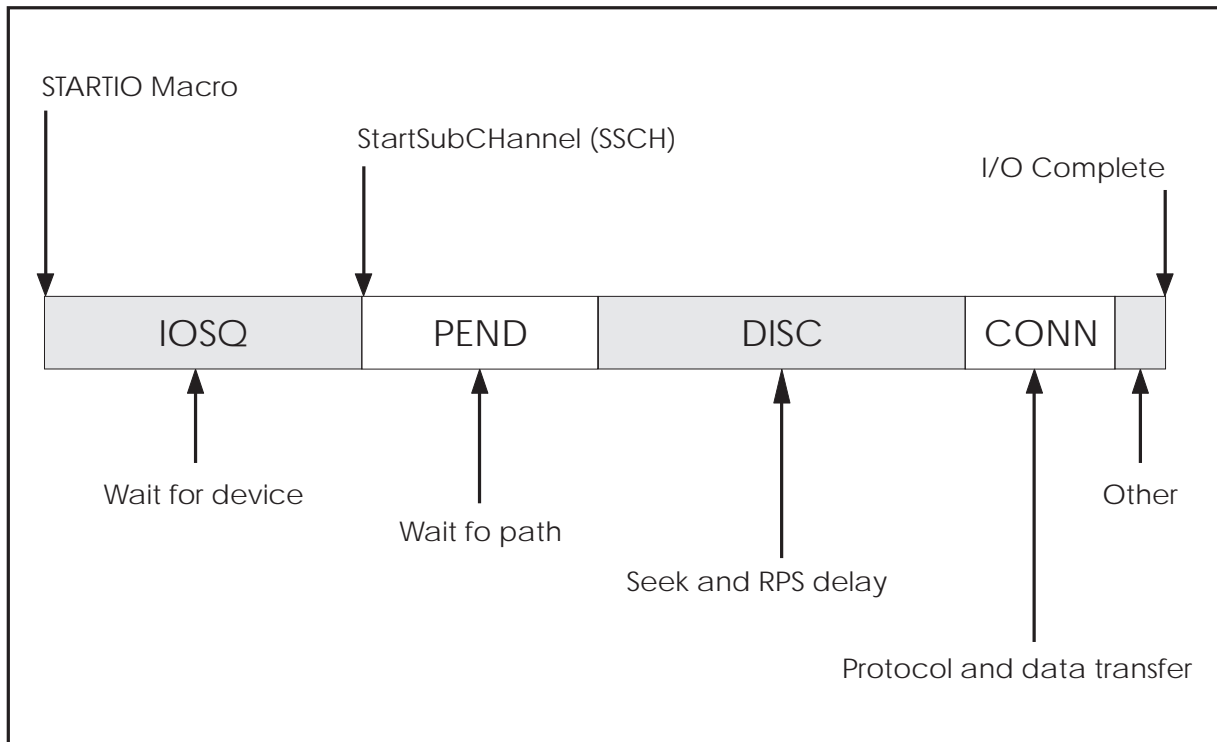 STARTIO Macro
StartSubCHannel (SSCH)
I/O Complete
IOSQ
PEND
DISC
CONN
Wait for device
Wait fo path
Seek and RPS delay
Protocol and data transfer
Other